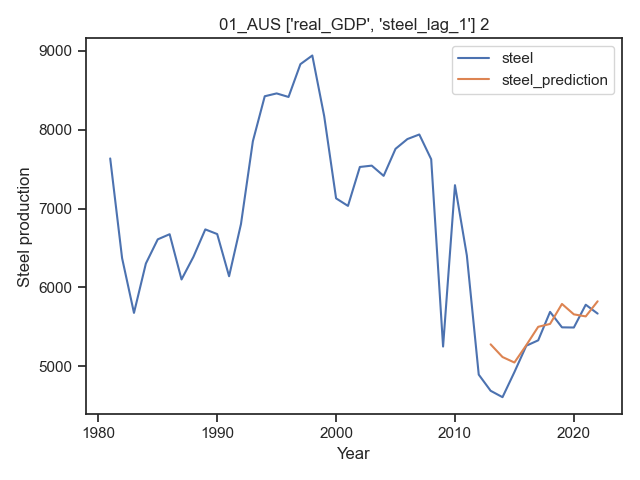 01_AUS ['real_GDP', 'steel_lag_1'] 2
steel
steel_prediction
Steel production
9000
8000
7000
6000
5000
1980
1990
2000
2010
2020
Year